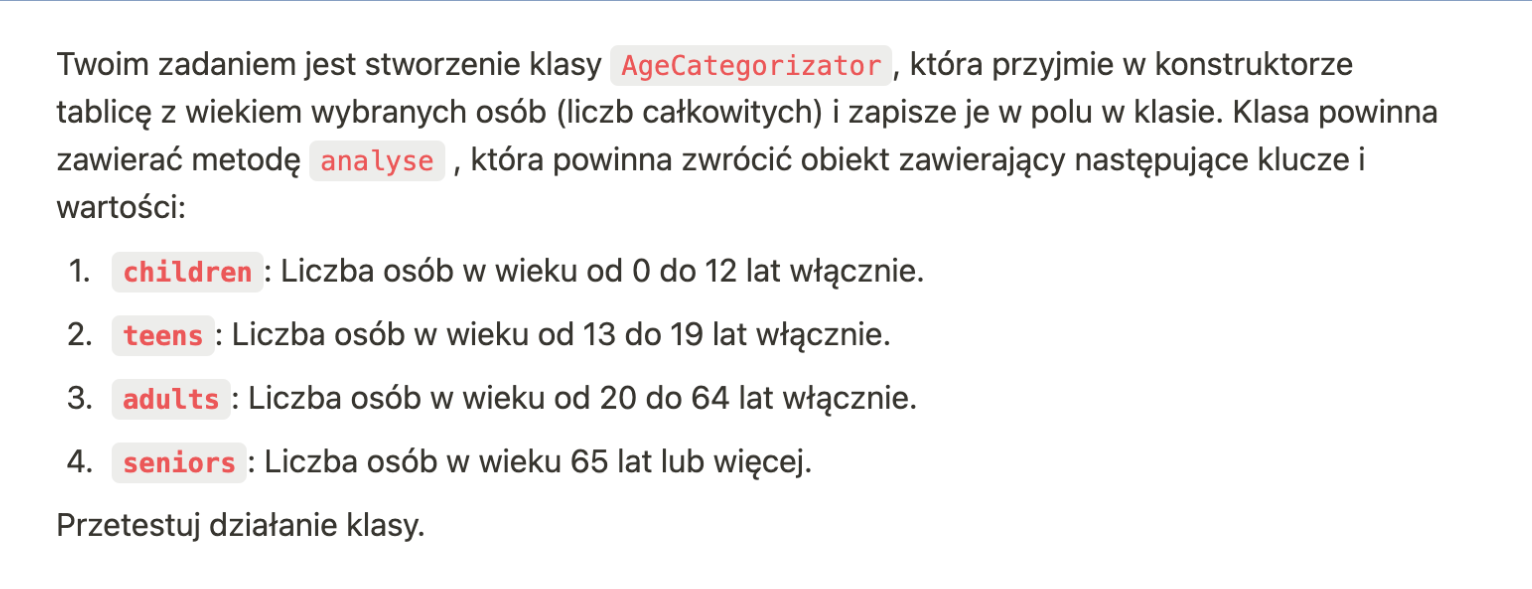 Twoim zadaniem jest stworzenie klasy AgeCategorizator, która przyjmie w konstruktorze
tablicę z wiekiem wybranych osób (liczb całkowitych) i zapisze je w polu w klasie. Klasa powinna
zawierać metodę analyse , która powinna zwrócić obiekt zawierający następujące klucze i
wartości:
1. children: Liczba osób w wieku od 0 do 12 lat włącznie.
2. teens: Liczba osób w wieku od 13 do 19 lat włącznie.
3. adults: Liczba osób w wieku od 20 do 64 lat włącznie.
4. seniors: Liczba osób w wieku 65 lat lub więcej.
Przetestuj działanie klasy.